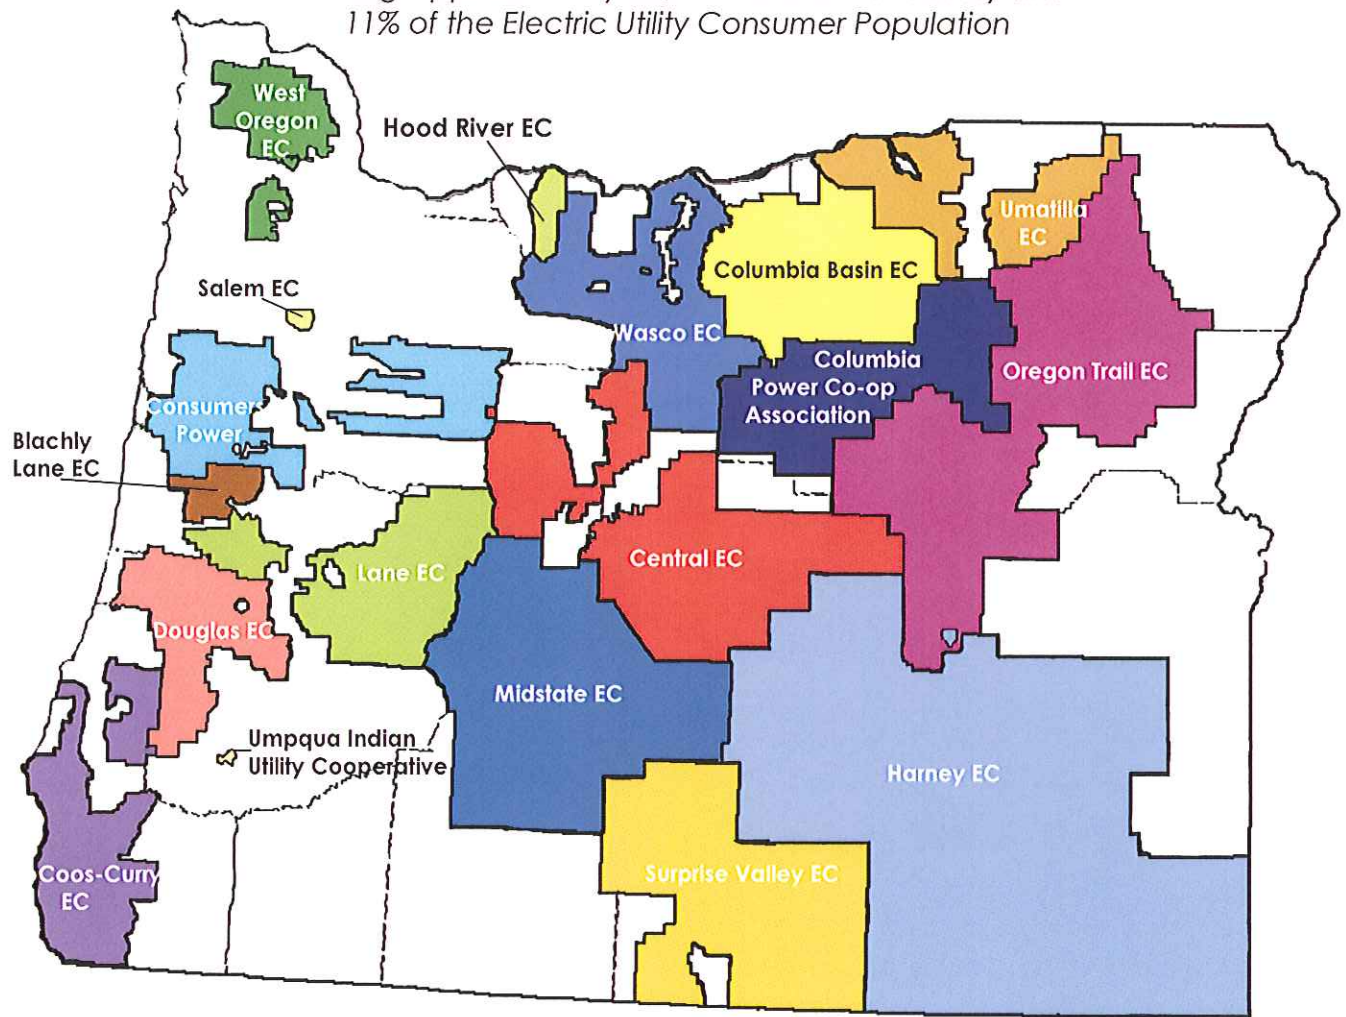 11% of the Electric Utility Consumer Population
West
Oregon
EC
Hood River EC
Umatilla
EC
Columbia Basin EC
Salem EC
Wasco EC
Columbia
Power Co-op
Association
Oregon Trail EC
Consumers
Power
Blachly
Lane EC
Central EC
Lane EC
Douglas EC
Midstate EC
Umpqua Indian
Utility Cooperative
Harney EC
Coos-Curry
EC
Surprise Valley EC